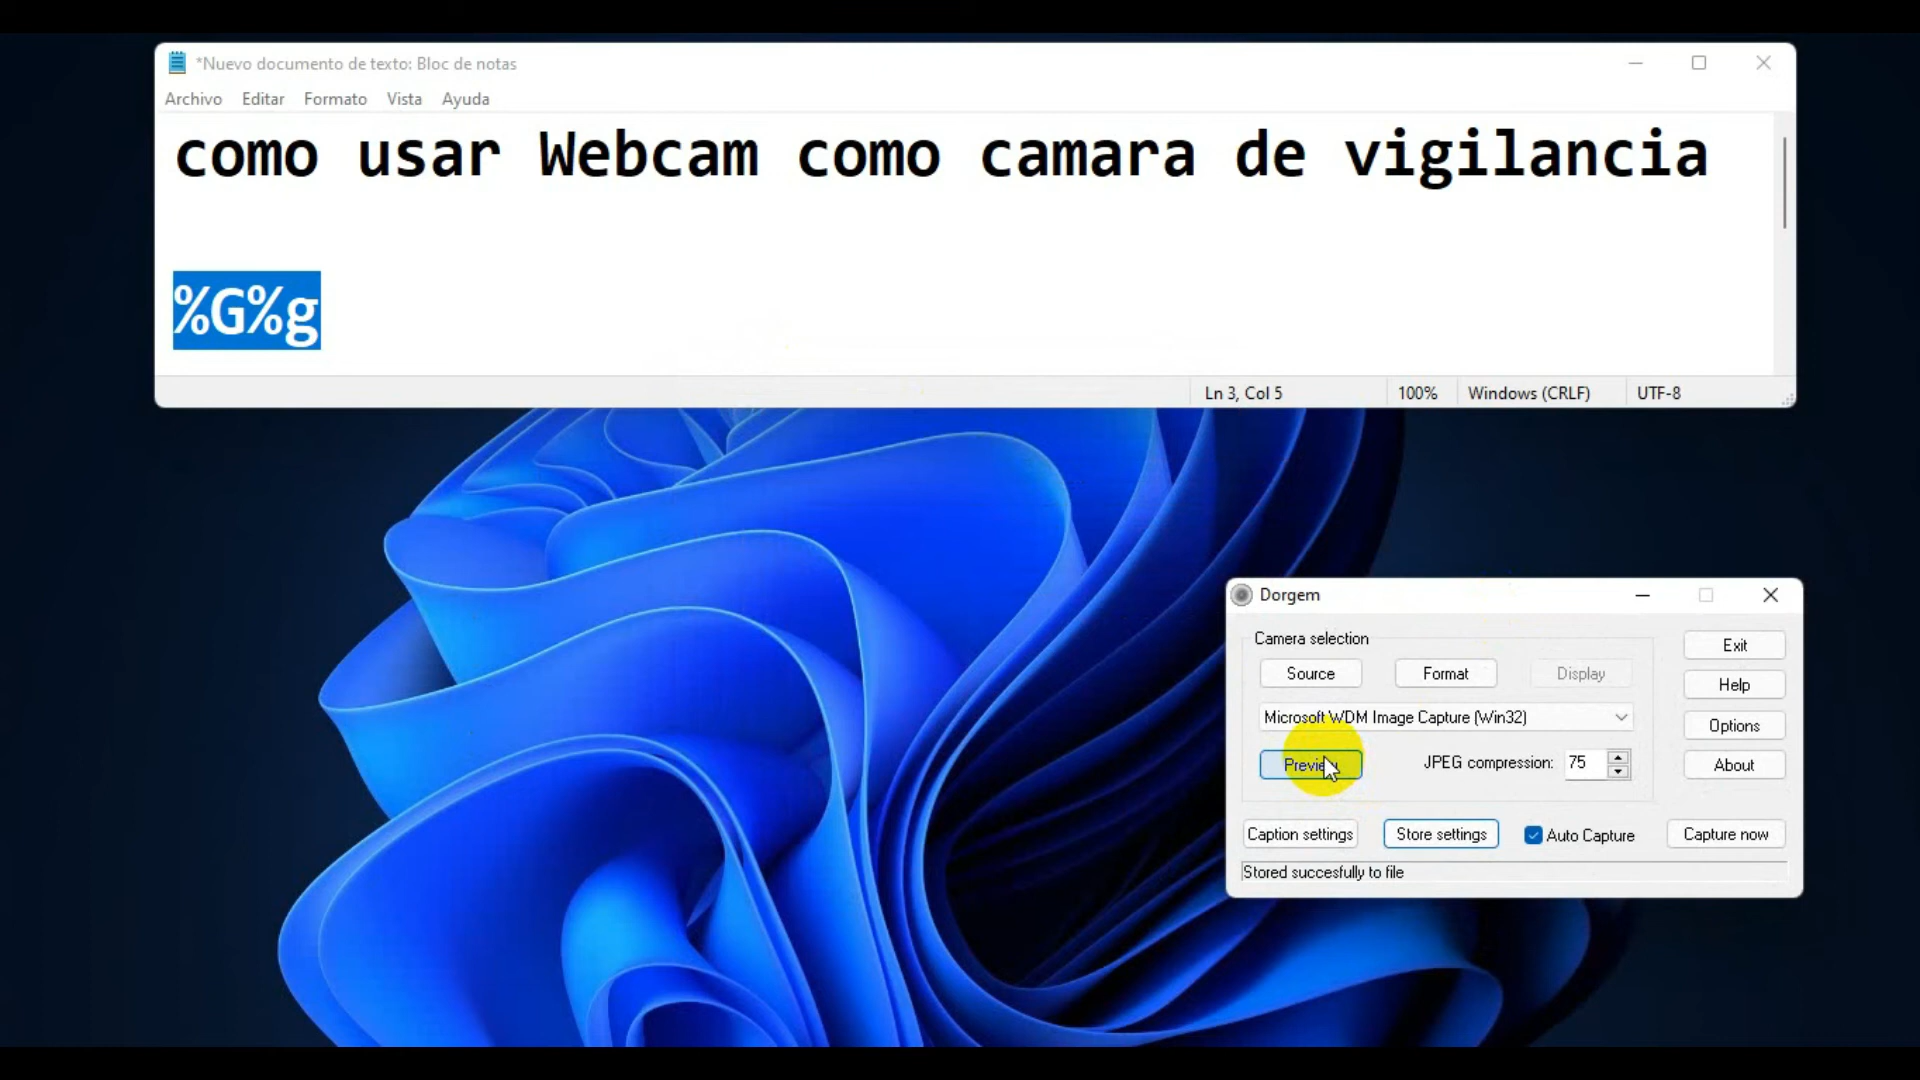 *Nuevo documento de texto: Bloc de notas
Archivo Editar Formato Vista Ayuda
como usar Webcam como camara de vigilancia
%G%g
Ln 3, Col 5 100% Windows (CRLF) UTF-8
Dorgem
Camera selection
Exit
Source Format Display
Help
Microsoft WDM Image Capture (Win32)
Options
Preview JPEG compression: 75
About
Caption settings Store settings Auto Capture Capture now
Stored succesfully to file